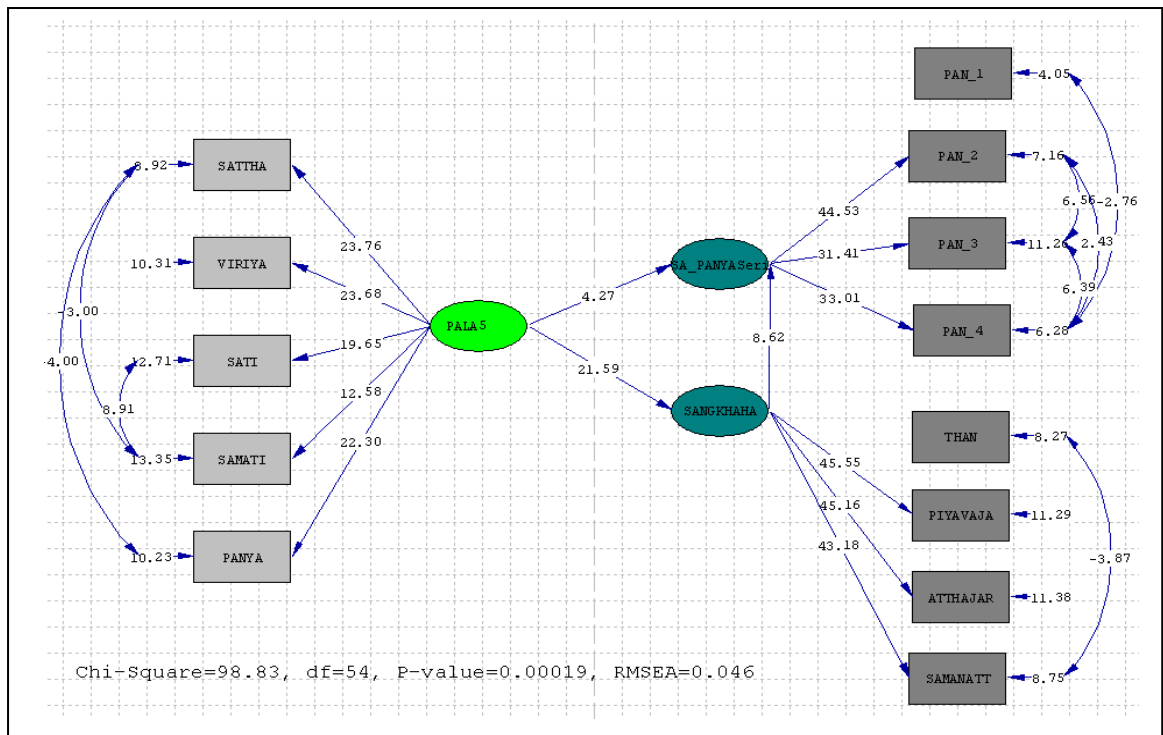 PAN_1
4.05
8.92
SATTHA
PAN_2
7.16
44.53
6.56
-2.76
23.76
VIRIYA
10.31
PAN_3
11.26
2.43
31.41
SA_PANYASeri
23.68
4.27
6.39
33.01
-3.00
PALA5
PAN_4
6.28
19.65
8.62
-4.00
12.71
SATI
21.59
12.58
8.91
SANGKHAHA
22.30
THAN
8.27
13.35
SAMATI
45.55
45.16
PIYAVAJA
11.29
43.18
10.23
PANYA
-3.87
ATTHAJAR
11.38
Chi-Square=98.83, df=54, P-value=0.00019, RMSEA=0.046
SAMANATT
8.75